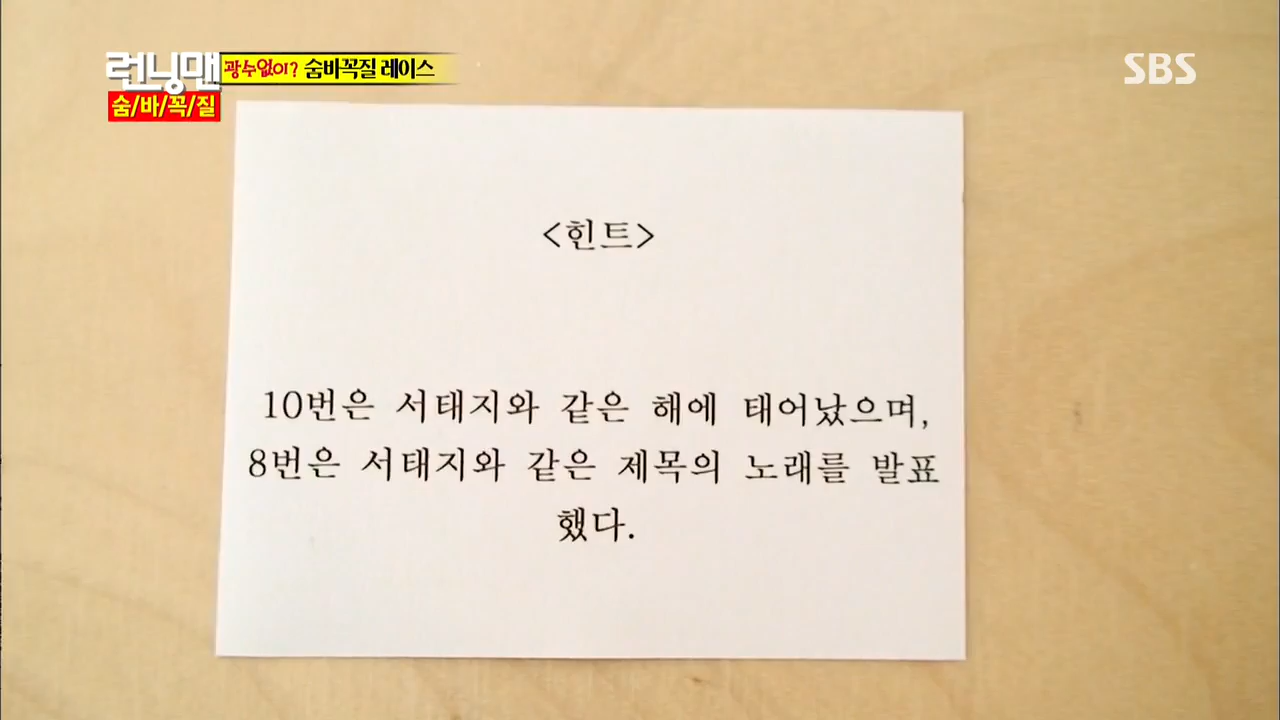 런닝맨 광수없이? 숨바꼭질 레이스
숨/바/꼭/질
SBS
<힌트>
10번은 서태지와 같은 해에 태어났으며,
8번은 서태지와 같은 제목의 노래를 발표
했다.